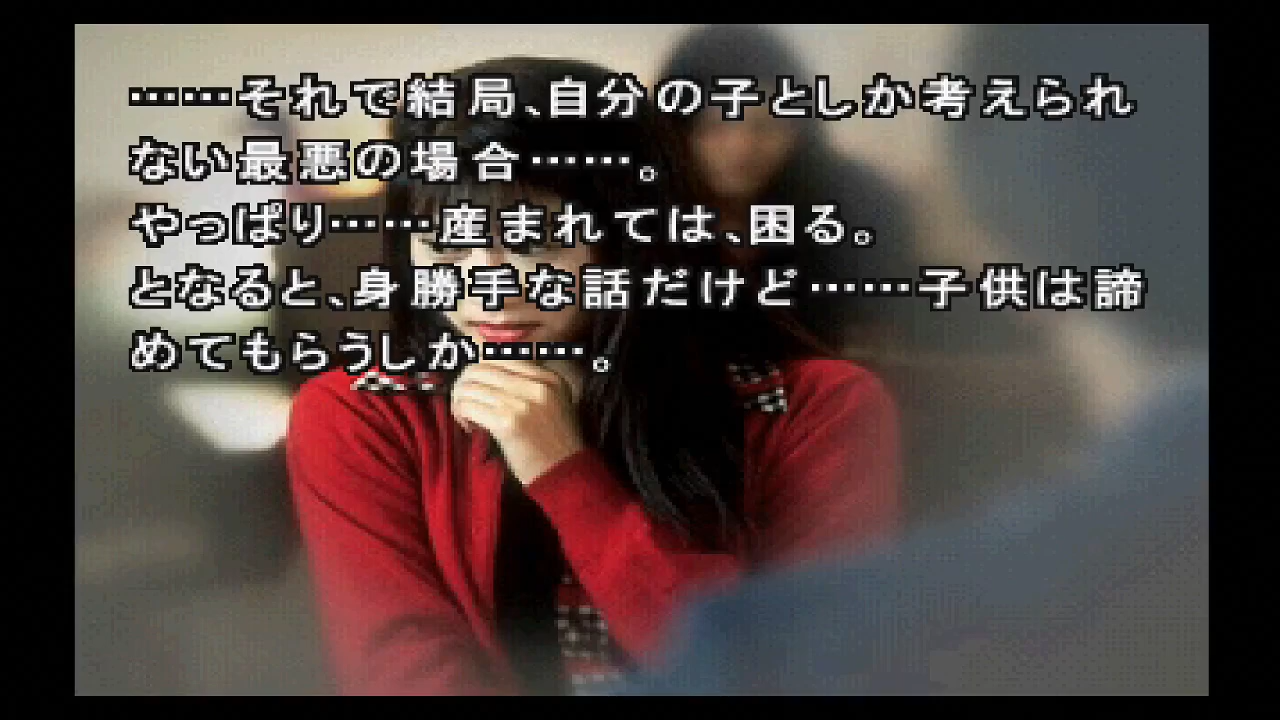 ……それで結局、自分の子としか考えられ
ない最悪の場合……。
やっぱり……産まれては、困る。
となると、身勝手な話だけど……子供は諦
めてもらうしか……。